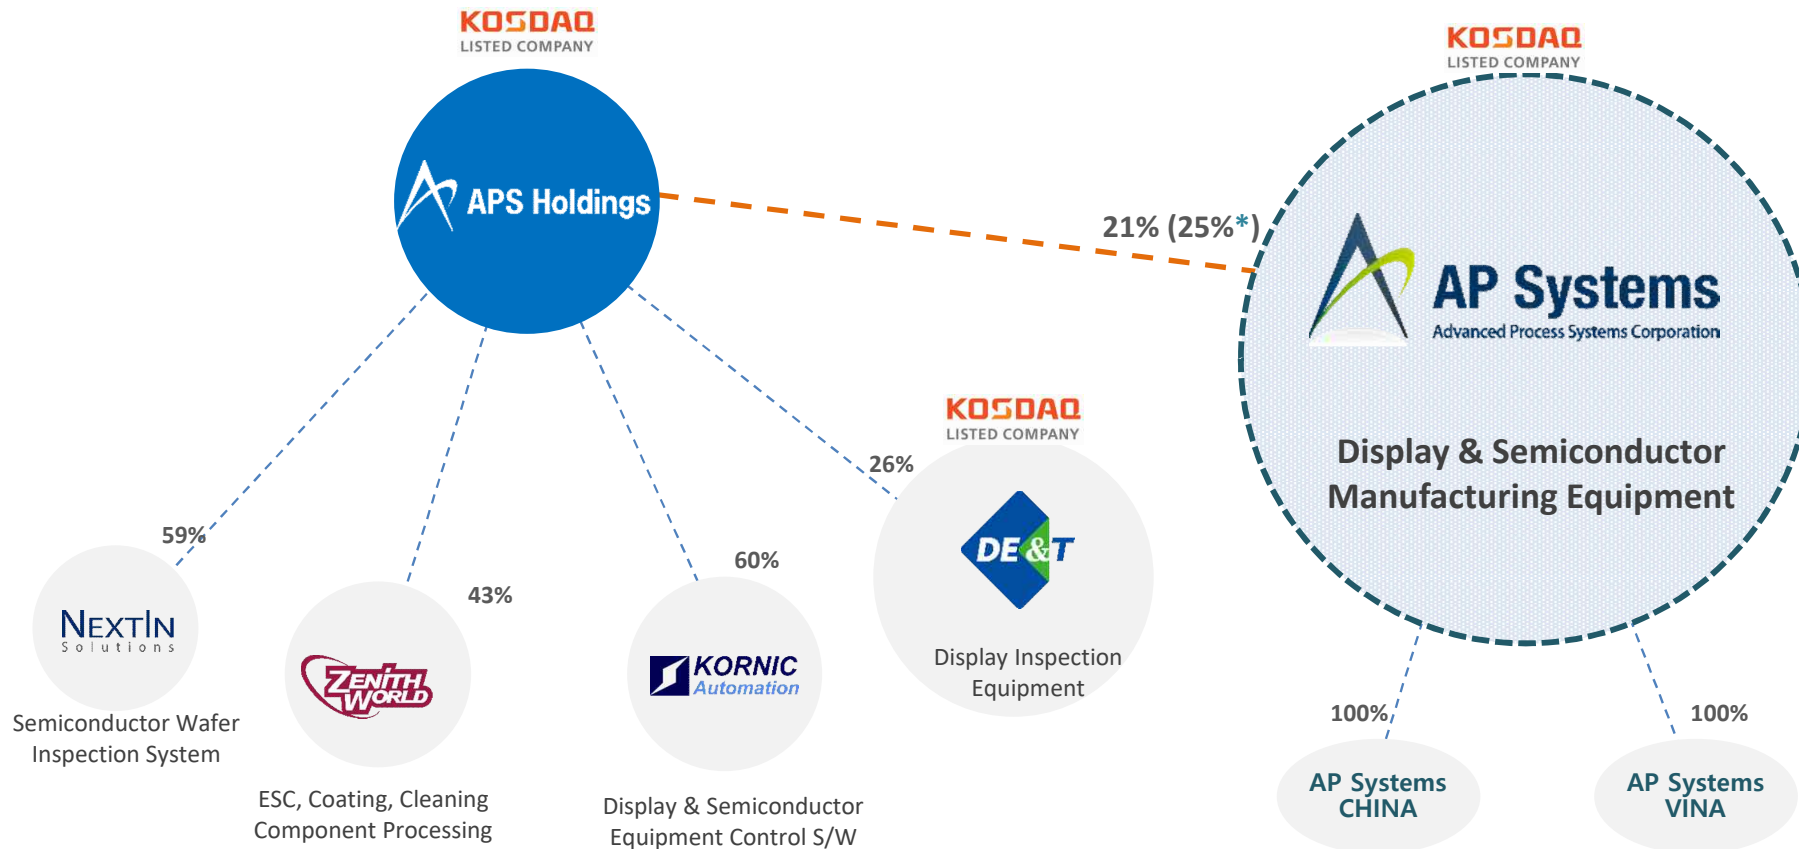 KOSDAQ
LISTED COMPANY
APS Holdings
KOSDAQ
LISTED COMPANY
21% (25%*)
AP Systems
Advanced Process Systems Corporation
Display & Semiconductor
Manufacturing Equipment
KOSDAQ
LISTED COMPANY
26%
DE&T
Display Inspection
Equipment
59%
NEXTIN
Solutions
Semiconductor Wafer
Inspection System
43%
ZENITH
WORLD
ESC, Coating, Cleaning
Component Processing
60%
KORNIC
Automation
Display & Semiconductor
Equipment Control S/W
100%
AP Systems
CHINA
100%
AP Systems
VINA